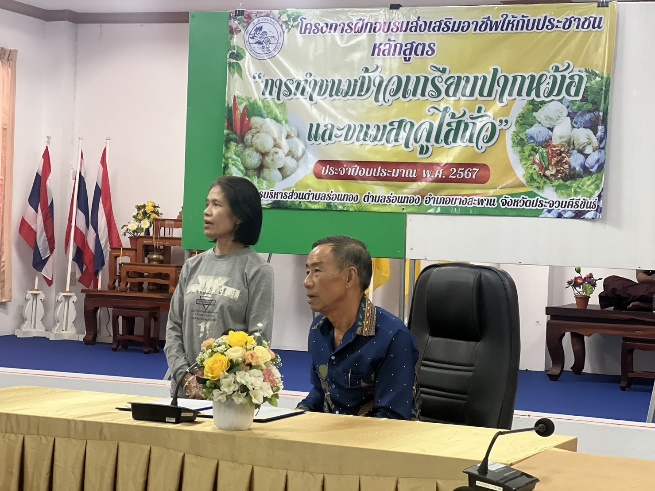 โครงการฝึกอบรมส่งเสริมอาชีพให้กับประชาชน
หลักสูตร
“การทำขนมข้าวเกรียบปากหม้อ
และขนมสาคูไส้ถั่ว”
ประจำปีงบประมาณ พ.ศ. 2567
บริหารส่วนตำบลร่อนทอง ตำบลร่อนทอง อำเภอบางสะพาน จังหวัดประจวบคีรีขันธ์